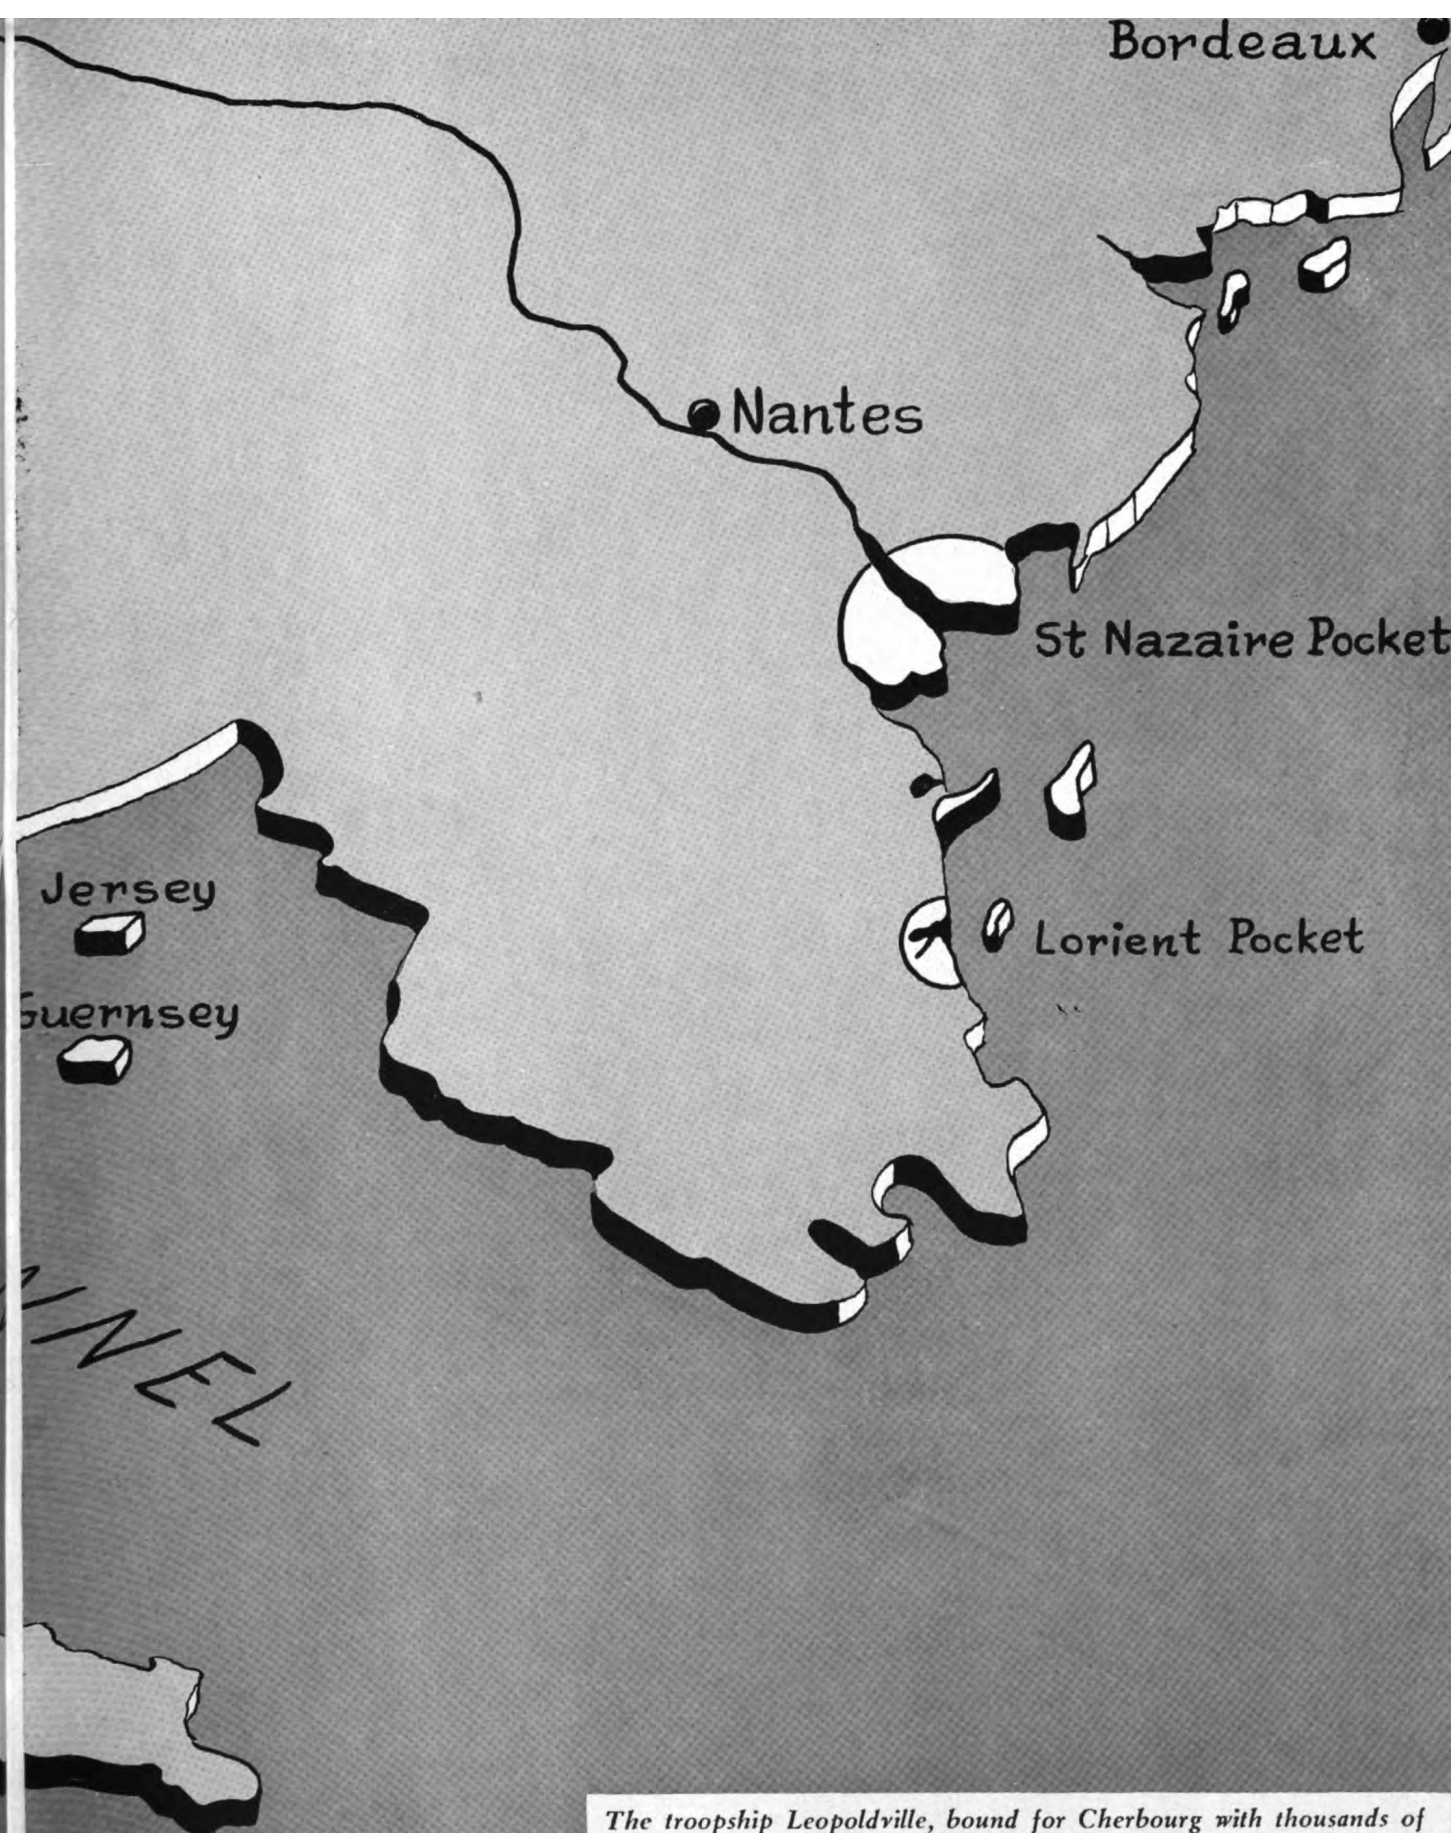 Bordeaux
Nantes
St Nazaire Pocket
Jersey
Lorient Pocket
Guernsey
NNEL
The troopship Leopoldville, bound for Cherbourg with thousands of